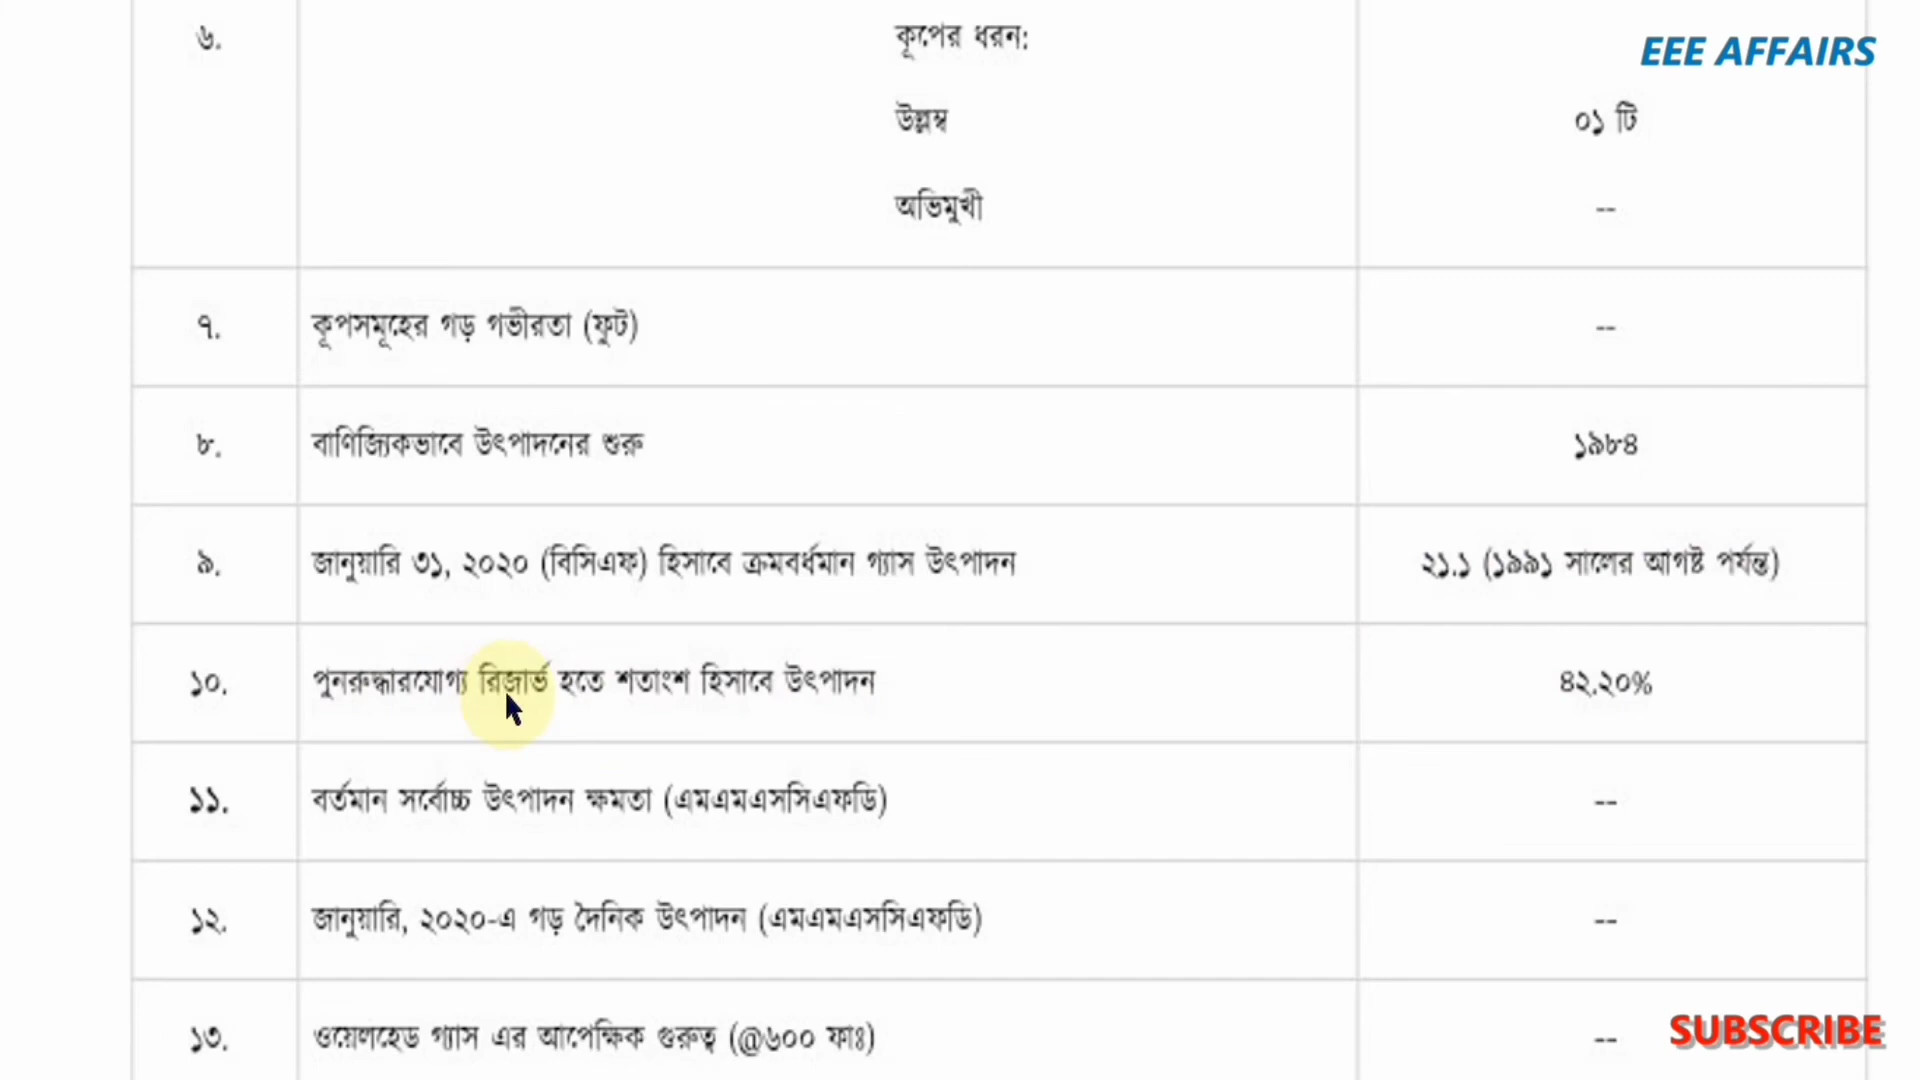 EEE AFFAIRS
৬. কূপের ধরন:
উল্লম্ব ০১ টি
অভিমুখী --
৭. কূপসমূহের গড় গভীরতা (ফুট) --
৮. বাণিজ্যিকভাবে উৎপাদনের শুরু ১৯৮৪
৯. জানুয়ারি ৩১, ২০২০ (বিসিএফ) হিসাবে ক্রমবর্ধমান গ্যাস উৎপাদন ২১.১ (১৯৯১ সালের আগষ্ট পর্যন্ত)
১০. পুনরুদ্ধারযোগ্য রিজার্ভ হতে শতাংশ হিসাবে উৎপাদন ৪২.২০%
১১. বর্তমান সর্বোচ্চ উৎপাদন ক্ষমতা (এমএমএসসিএফডি) --
১২. জানুয়ারি, ২০২০-এ গড় দৈনিক উৎপাদন (এমএমএসসিএফডি) --
১৩. ওয়েলহেড গ্যাস এর আপেক্ষিক গুরুত্ব (@৬০০ ফাঃ) --
SUBSCRIBE